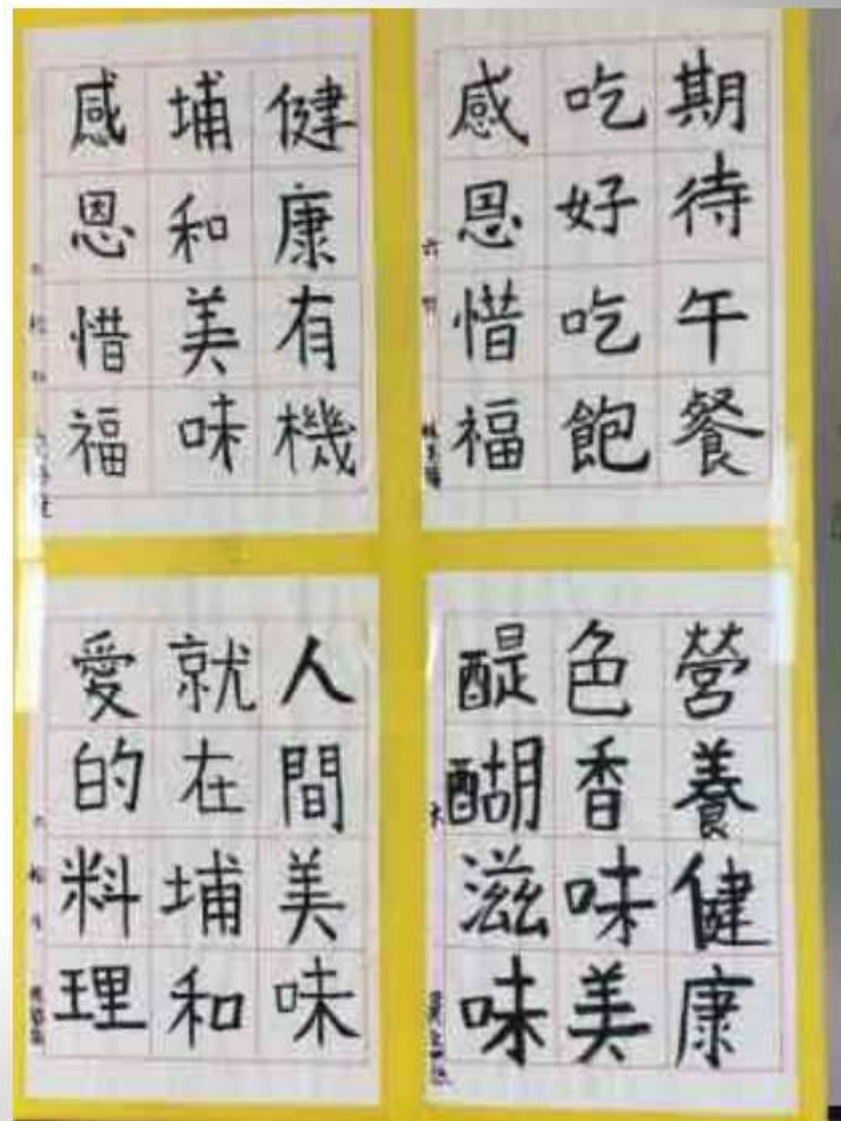 期待午餐
吃好吃飽
感恩惜福
健康有機
埔和美味
感恩惜福
營養健康
色香味美
醍醐滋味
人間美味
就在埔和
愛的料理